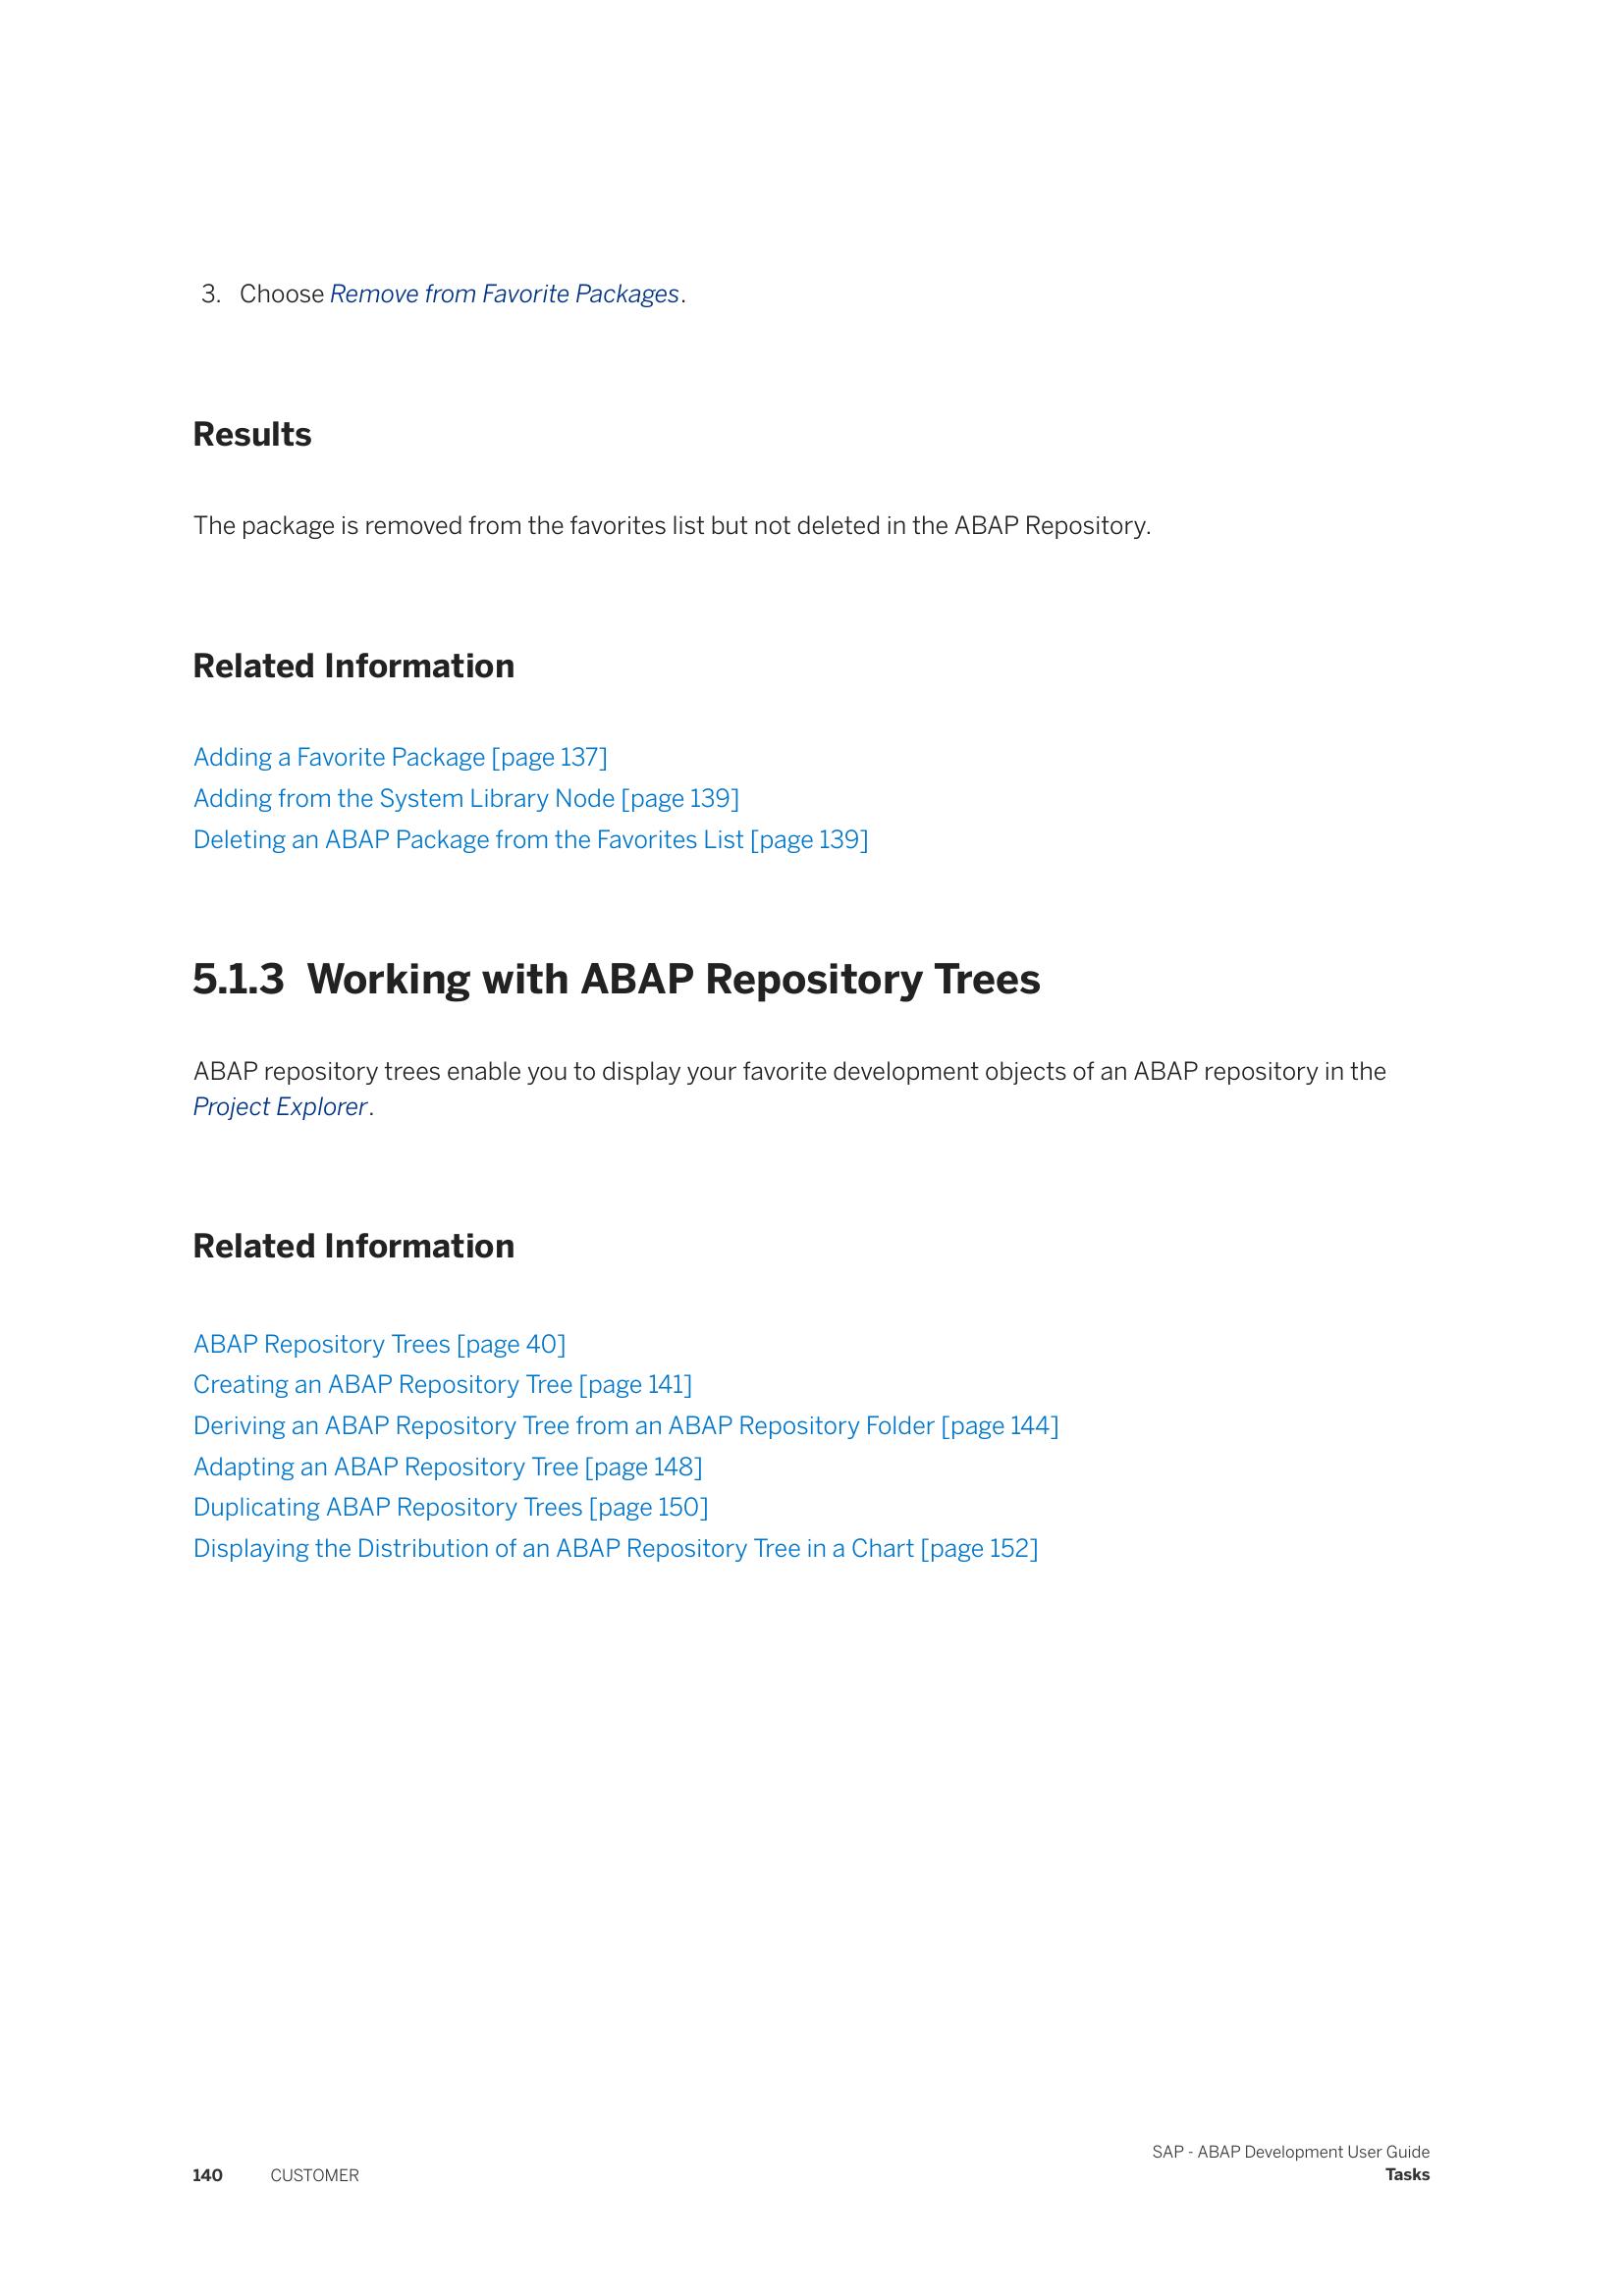 3. Choose Remove from Favorite Packages.
Results
The package is removed from the favorites list but not deleted in the ABAP Repository.
Related Information
Adding a Favorite Package [page 137]
Adding from the System Library Node [page 139]
Deleting an ABAP Package from the Favorites List [page 139]
5.1.3 Working with ABAP Repository Trees
ABAP repository trees enable you to display your favorite development objects of an ABAP repository in the
Project Explorer.
Related Information
ABAP Repository Trees [page 40]
Creating an ABAP Repository Tree [page 141]
Deriving an ABAP Repository Tree from an ABAP Repository Folder [page 144]
Adapting an ABAP Repository Tree [page 148]
Duplicating ABAP Repository Trees [page 150]
Displaying the Distribution of an ABAP Repository Tree in a Chart [page 152]
SAP - ABAP Development User Guide
140 CUSTOMER Tasks